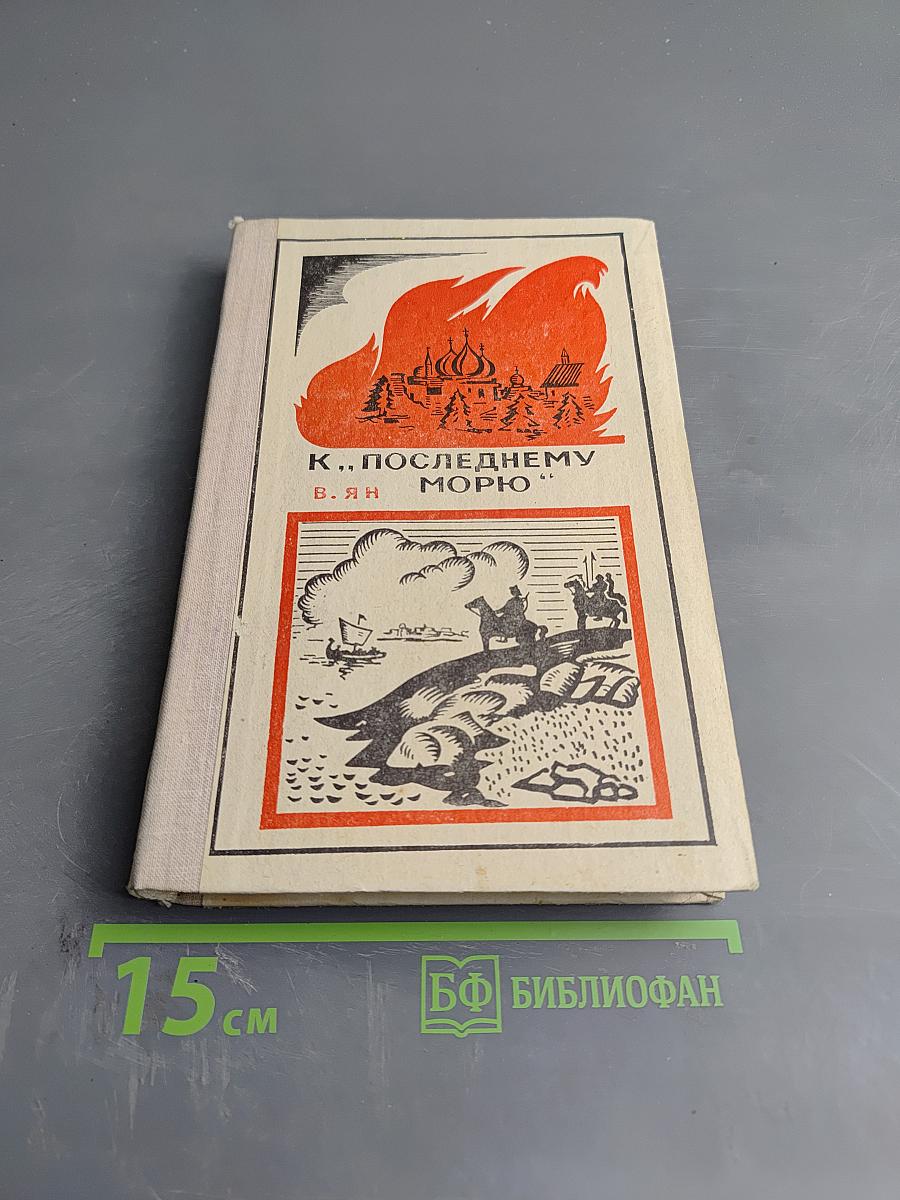 К „ПОСЛЕДНЕМУ
МОРЮ“
В. ЯН
15 см
БФ БИБЛИОФАН